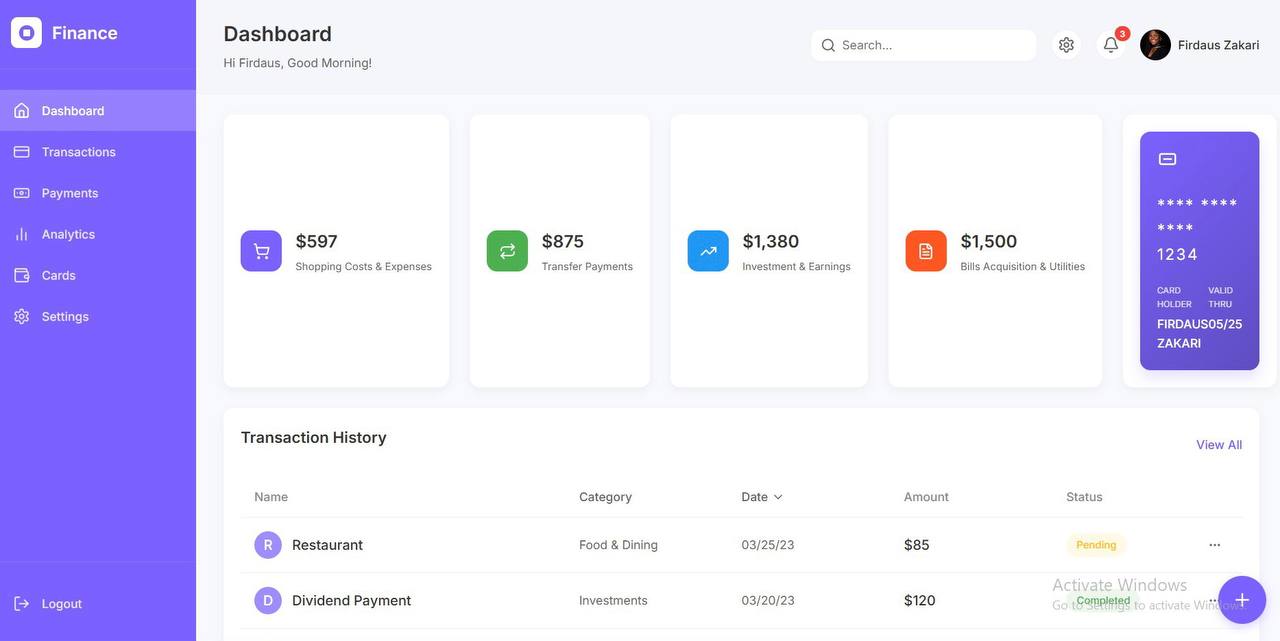 Finance
Dashboard
Hi Firdaus, Good Morning!
Search...
3
Firdaus Zakari
Dashboard
Transactions
Payments
Analytics
Cards
Settings
Logout
$597
Shopping Costs & Expenses
$875
Transfer Payments
$1,380
Investment & Earnings
$1,500
Bills Acquisition & Utilities
**** ****
****
1234
CARD HOLDER
VALID THRU
FIRDAUS ZAKARI
05/25
Transaction History
View All
Name Category Date Amount Status
R Restaurant Food & Dining 03/25/23 $85 Pending ...
D Dividend Payment Investments 03/20/23 $120 Completed ...
Activate Windows
Go to Settings to activate Windows.